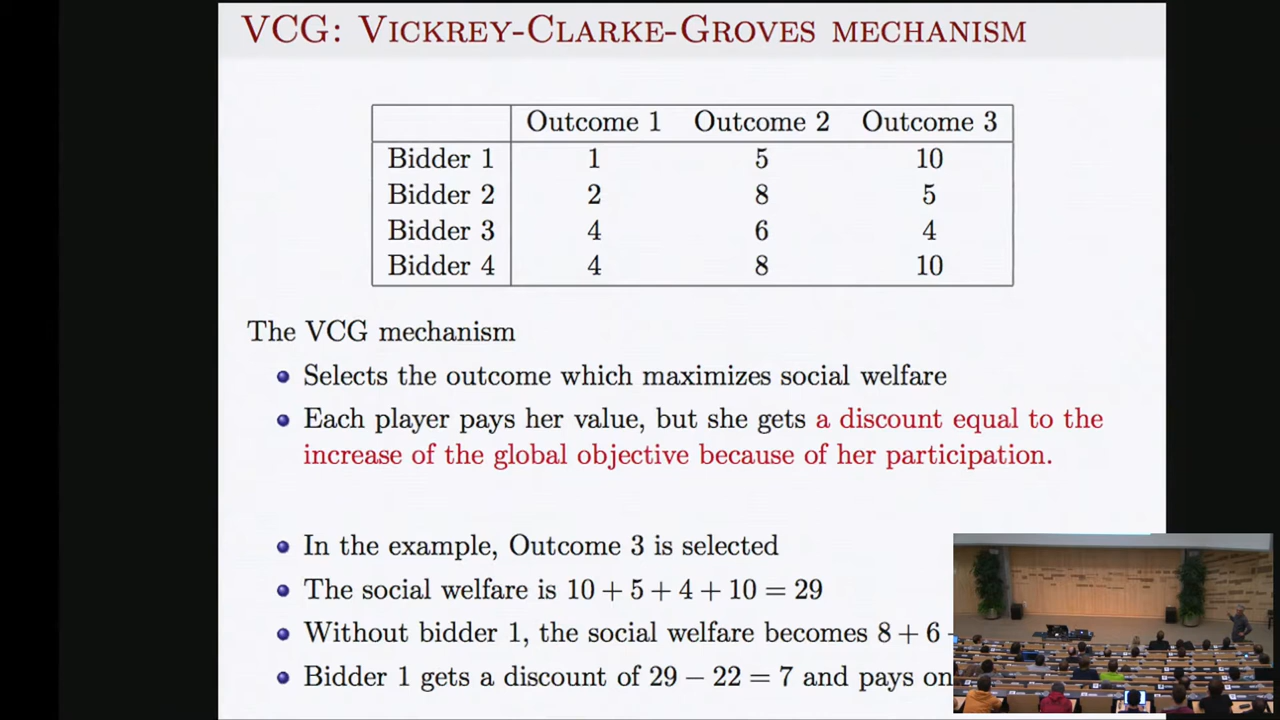 VCG: VICKREY-CLARKE-GROVES MECHANISM
Outcome 1 Outcome 2 Outcome 3
Bidder 1 1 5 10
Bidder 2 2 8 5
Bidder 3 4 6 4
Bidder 4 4 8 10
The VCG mechanism
Selects the outcome which maximizes social welfare
Each player pays her value, but she gets a discount equal to the
increase of the global objective because of her participation.
In the example, Outcome 3 is selected
The social welfare is 10 + 5 + 4 + 10 = 29
Without bidder 1, the social welfare becomes 8 + 6
Bidder 1 gets a discount of 29 − 22 = 7 and pays on